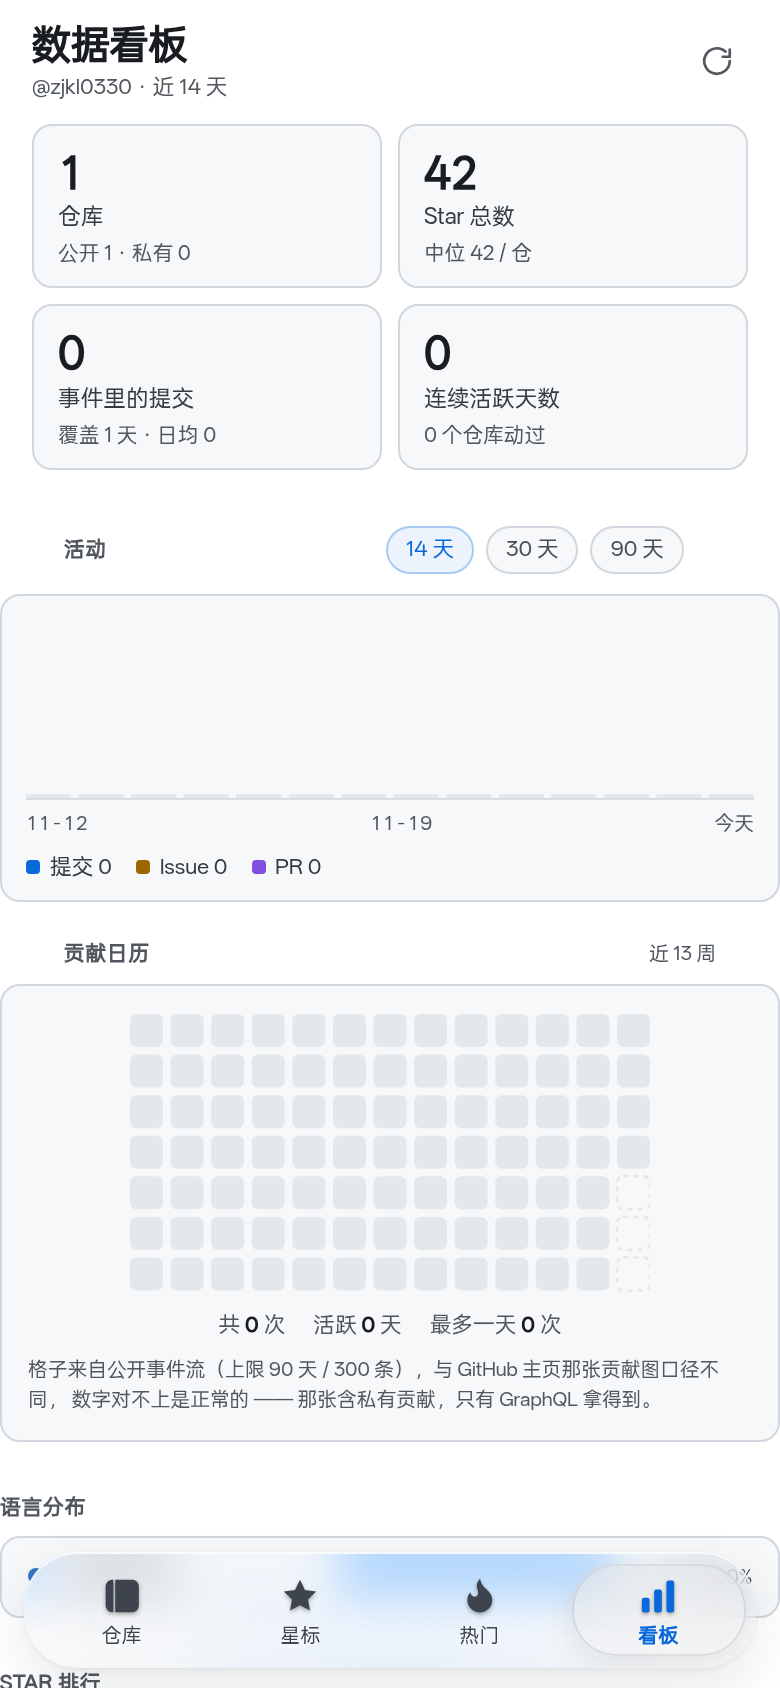 数据看板
@zjkl0330 · 近 14 天
1
仓库
公开 1 · 私有 0
42
Star 总数
中位 42 / 仓
0
事件里的提交
覆盖 1 天 · 日均 0
0
连续活跃天数
0 个仓库动过
活动
14 天
30 天
90 天
11-12
11-19
今天
提交 0
Issue 0
PR 0
贡献日历
近 13 周
共 0 次
活跃 0 天
最多一天 0 次
格子来自公开事件流（上限 90 天 / 300 条），与 GitHub 主页那张贡献图口径不
同， 数字对不上是正常的 —— 那张含私有贡献，只有 GraphQL 拿得到。
语言分布
仓库
星标
热门
看板
STAR 排行